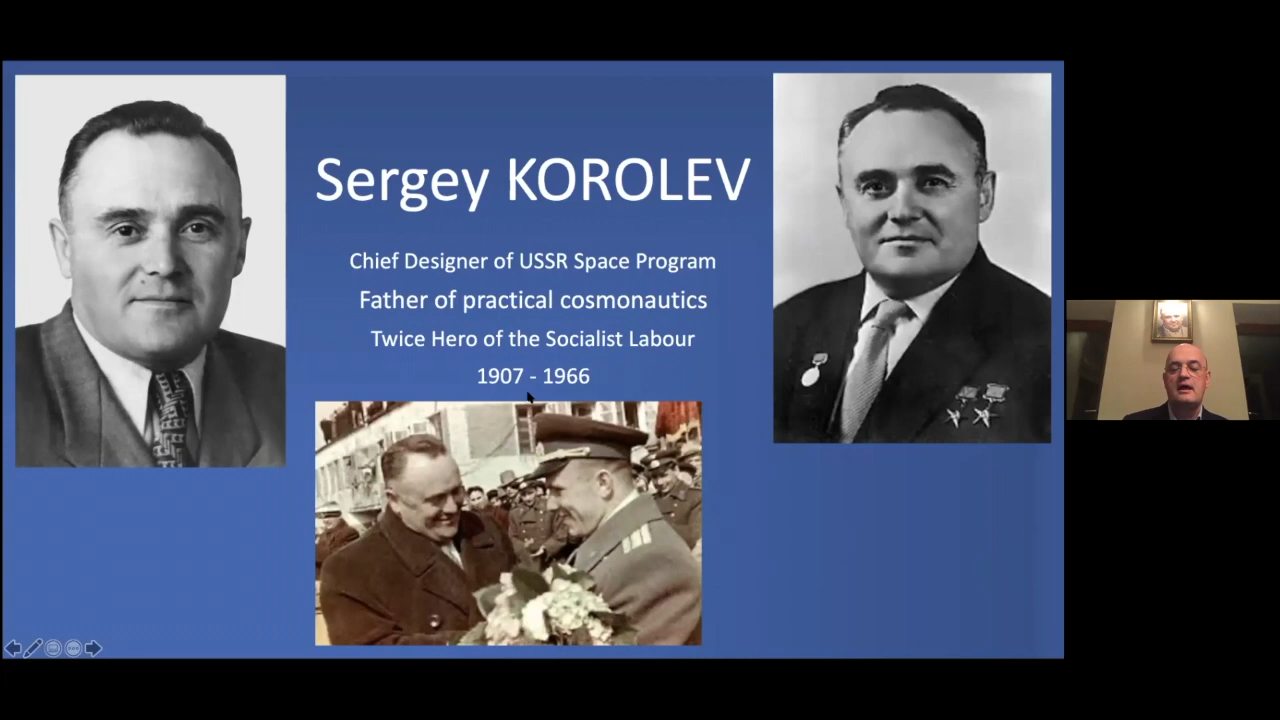 Sergey KOROLEV
Chief Designer of USSR Space Program
Father of practical cosmonautics
Twice Hero of the Socialist Labour
1907 - 1966